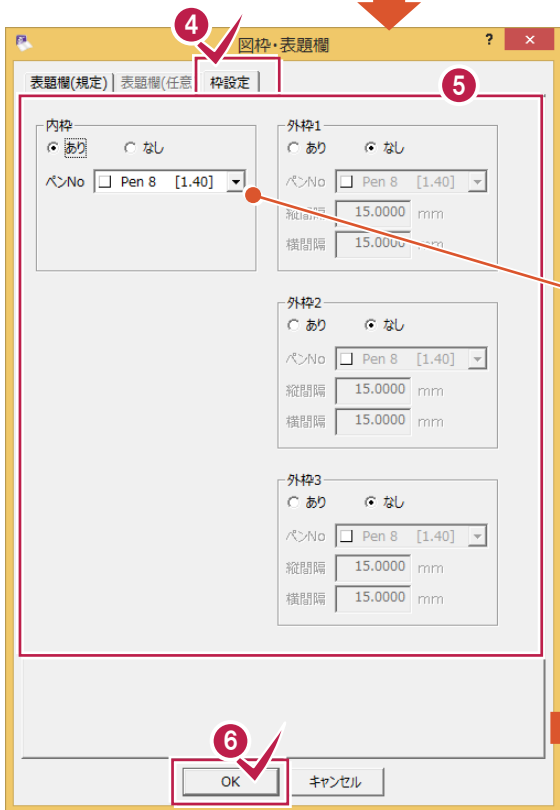 4
図枠・表題欄 ? ×
表題欄(規定) 表題欄(任意 枠設定
5
内枠
あり なし
ペンNo Pen 8 [1.40]
外枠1
あり なし
ペンNo Pen 8 [1.40]
縦間隔 15.0000 mm
横間隔 15.0000 mm
外枠2
あり なし
ペンNo Pen 8 [1.40]
縦間隔 15.0000 mm
横間隔 15.0000 mm
外枠3
あり なし
ペンNo Pen 8 [1.40]
縦間隔 15.0000 mm
横間隔 15.0000 mm
6
OK キャンセル